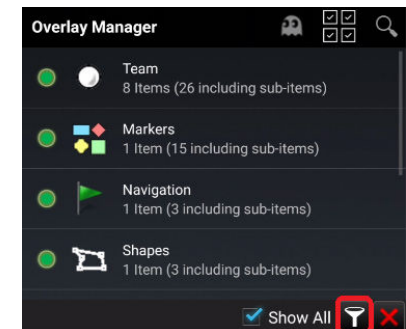 Overlay Manager
Team
8 Items (26 including sub-items)
Markers
1 Item (15 including sub-items)
Navigation
1 Item (3 including sub-items)
Shapes
1 Item (3 including sub-items)
Show All